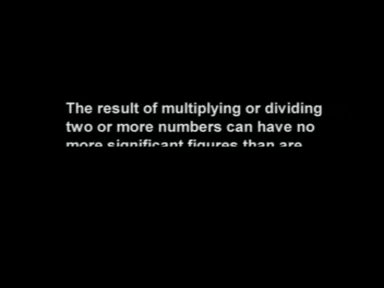 The result of multiplying or dividing
two or more numbers can have no
more significant figures than are